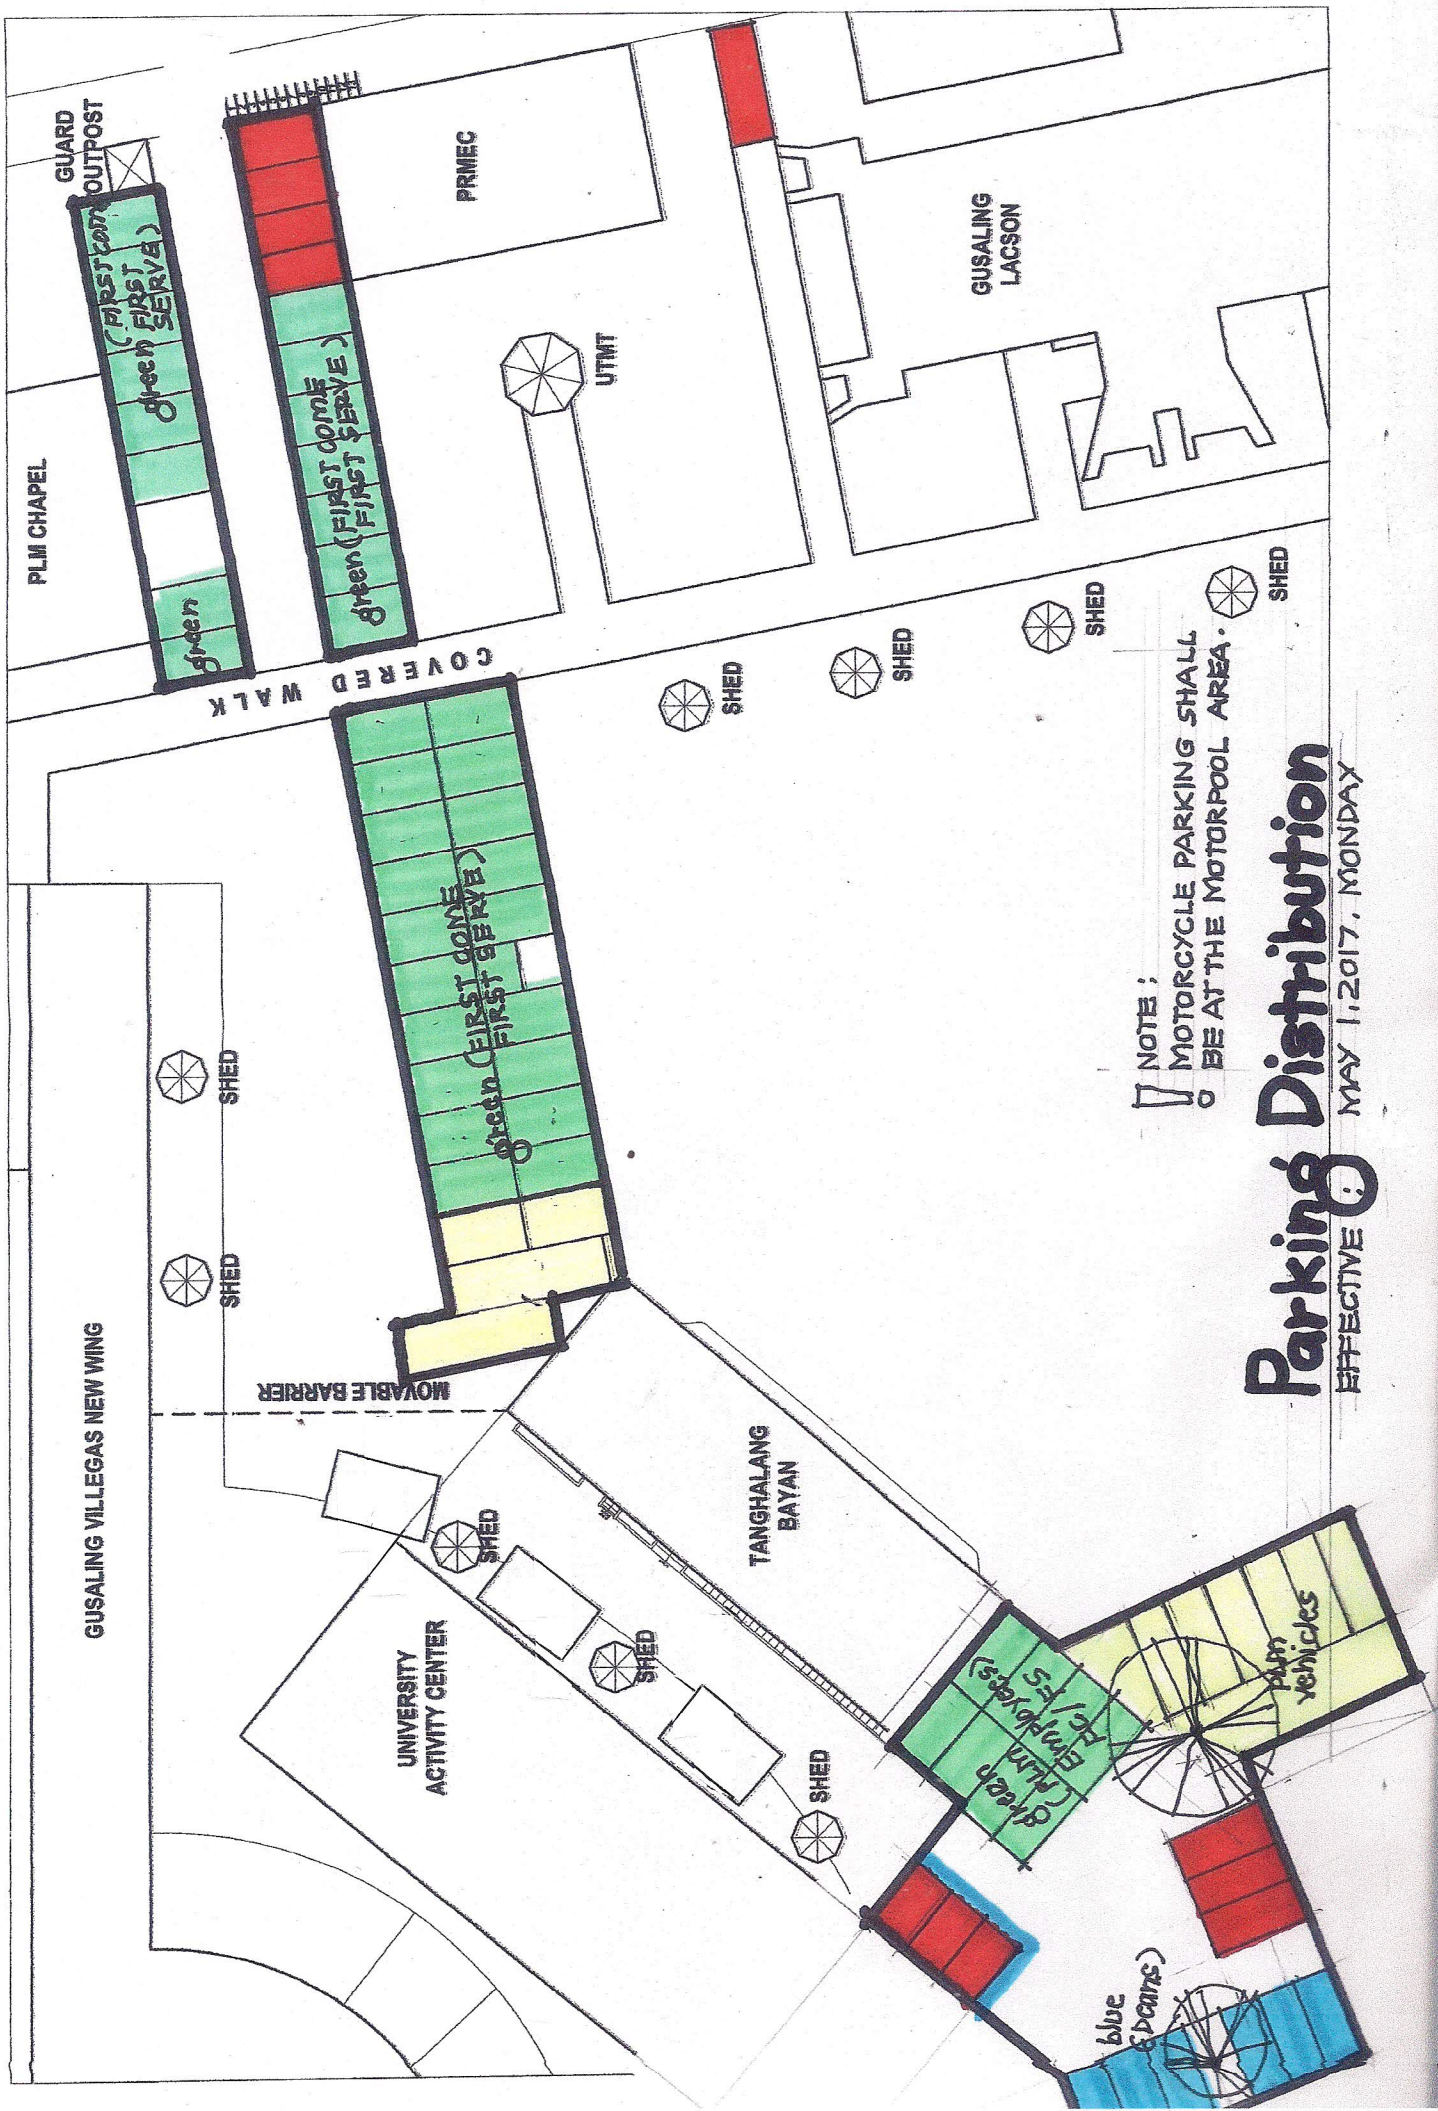 GUARD
OUTPOST
PLM CHAPEL
green (FIRST COME
FIRST
SERVE)
green
PRMEC
green (FIRST COME
FIRST SERVE)
UTMT
GUSALING
LACSON
COVERED WALK
SHED
SHED
SHED
SHED
green (FIRST COME
FIRST SERVE)
SHED
SHED
GUSALING VILLEGAS NEW WING
MOVABLE BARRIER
UNIVERSITY
ACTIVITY CENTER
SHED
SHED
SHED
TANGHALANG
BAYAN
green
(PLM
Employees)
FC/FS
PLM
vehicles
blue
(Deans)
NOTE:
MOTORCYCLE PARKING SHALL
BE AT THE MOTORPOOL AREA.
Parking Distribution
EFFECTIVE : MAY 1, 2017, MONDAY